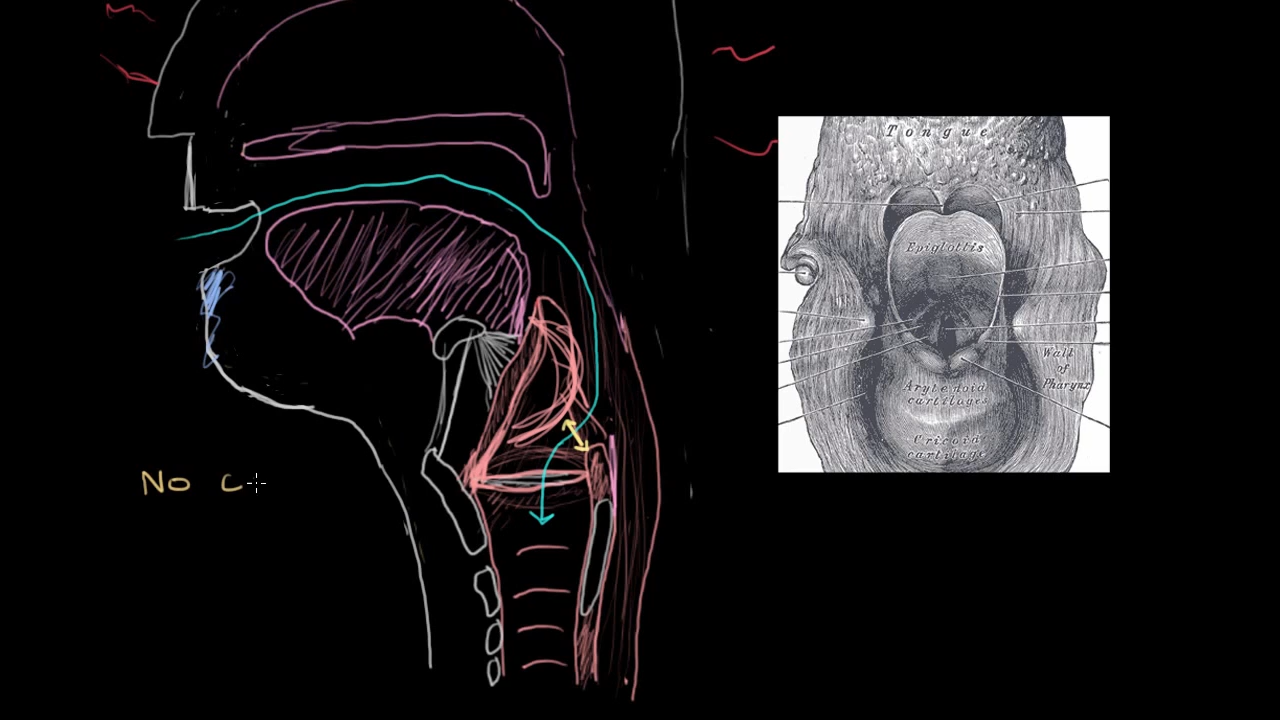 No c
Tongue
Epiglottis
Wall
of
Pharynx
Arytenoid
cartilages
Cricoid
cartilage